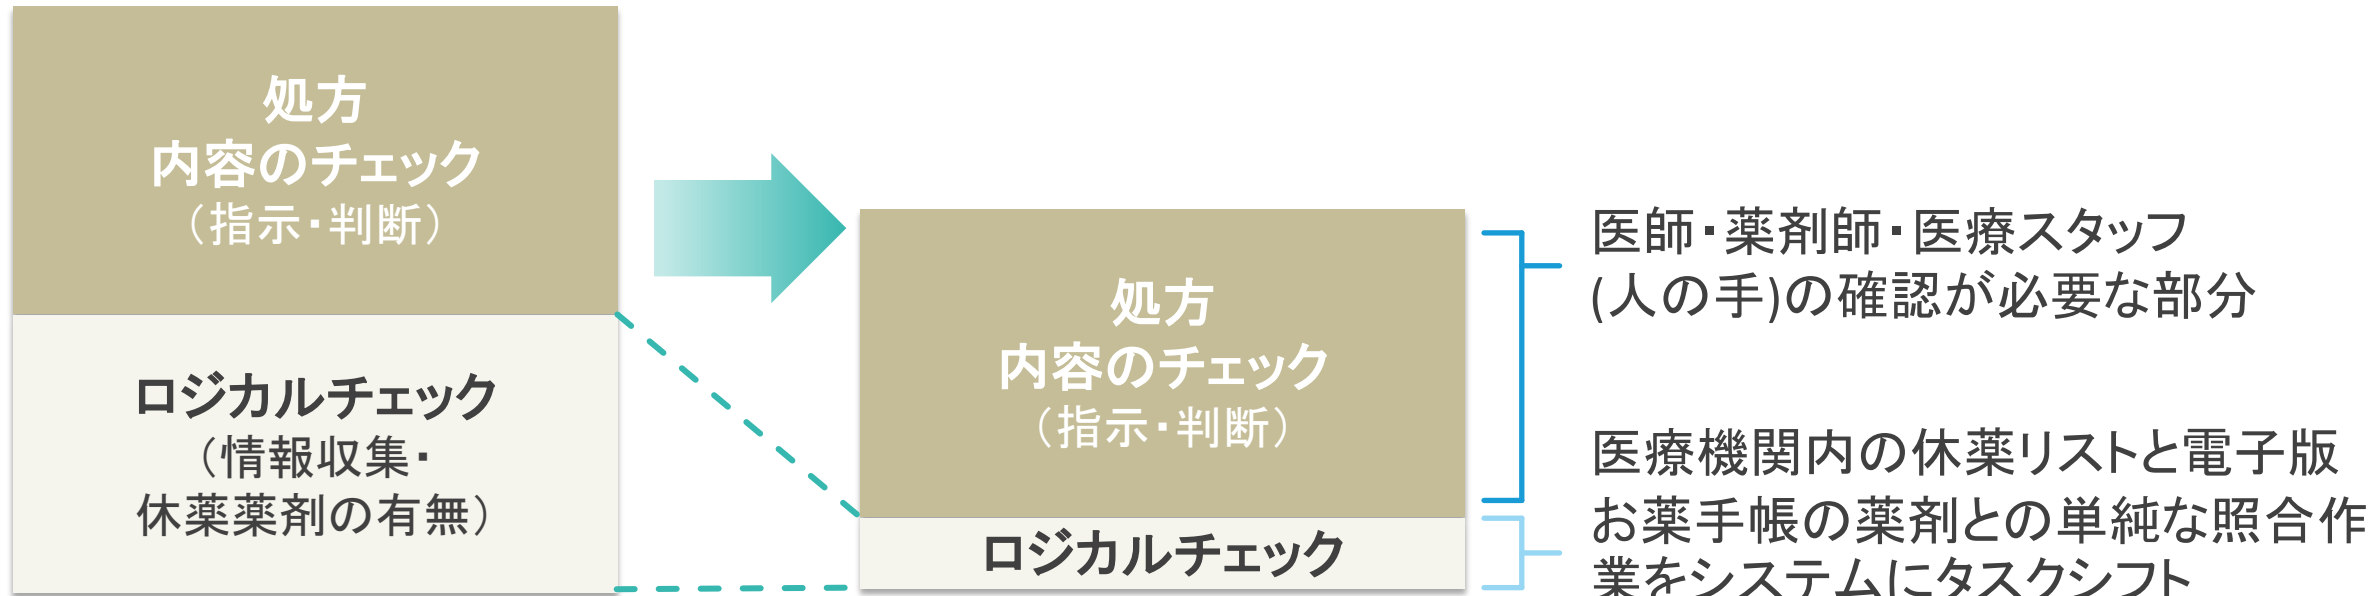 処方
内容のチェック
（指示・判断）
ロジカルチェック
（情報収集・
休薬薬剤の有無）
処方
内容のチェック
（指示・判断）
ロジカルチェック
医師・薬剤師・医療スタッフ
(人の手)の確認が必要な部分
医療機関内の休薬リストと電子版
お薬手帳の薬剤との単純な照合作
業をシステムにタスクシフト